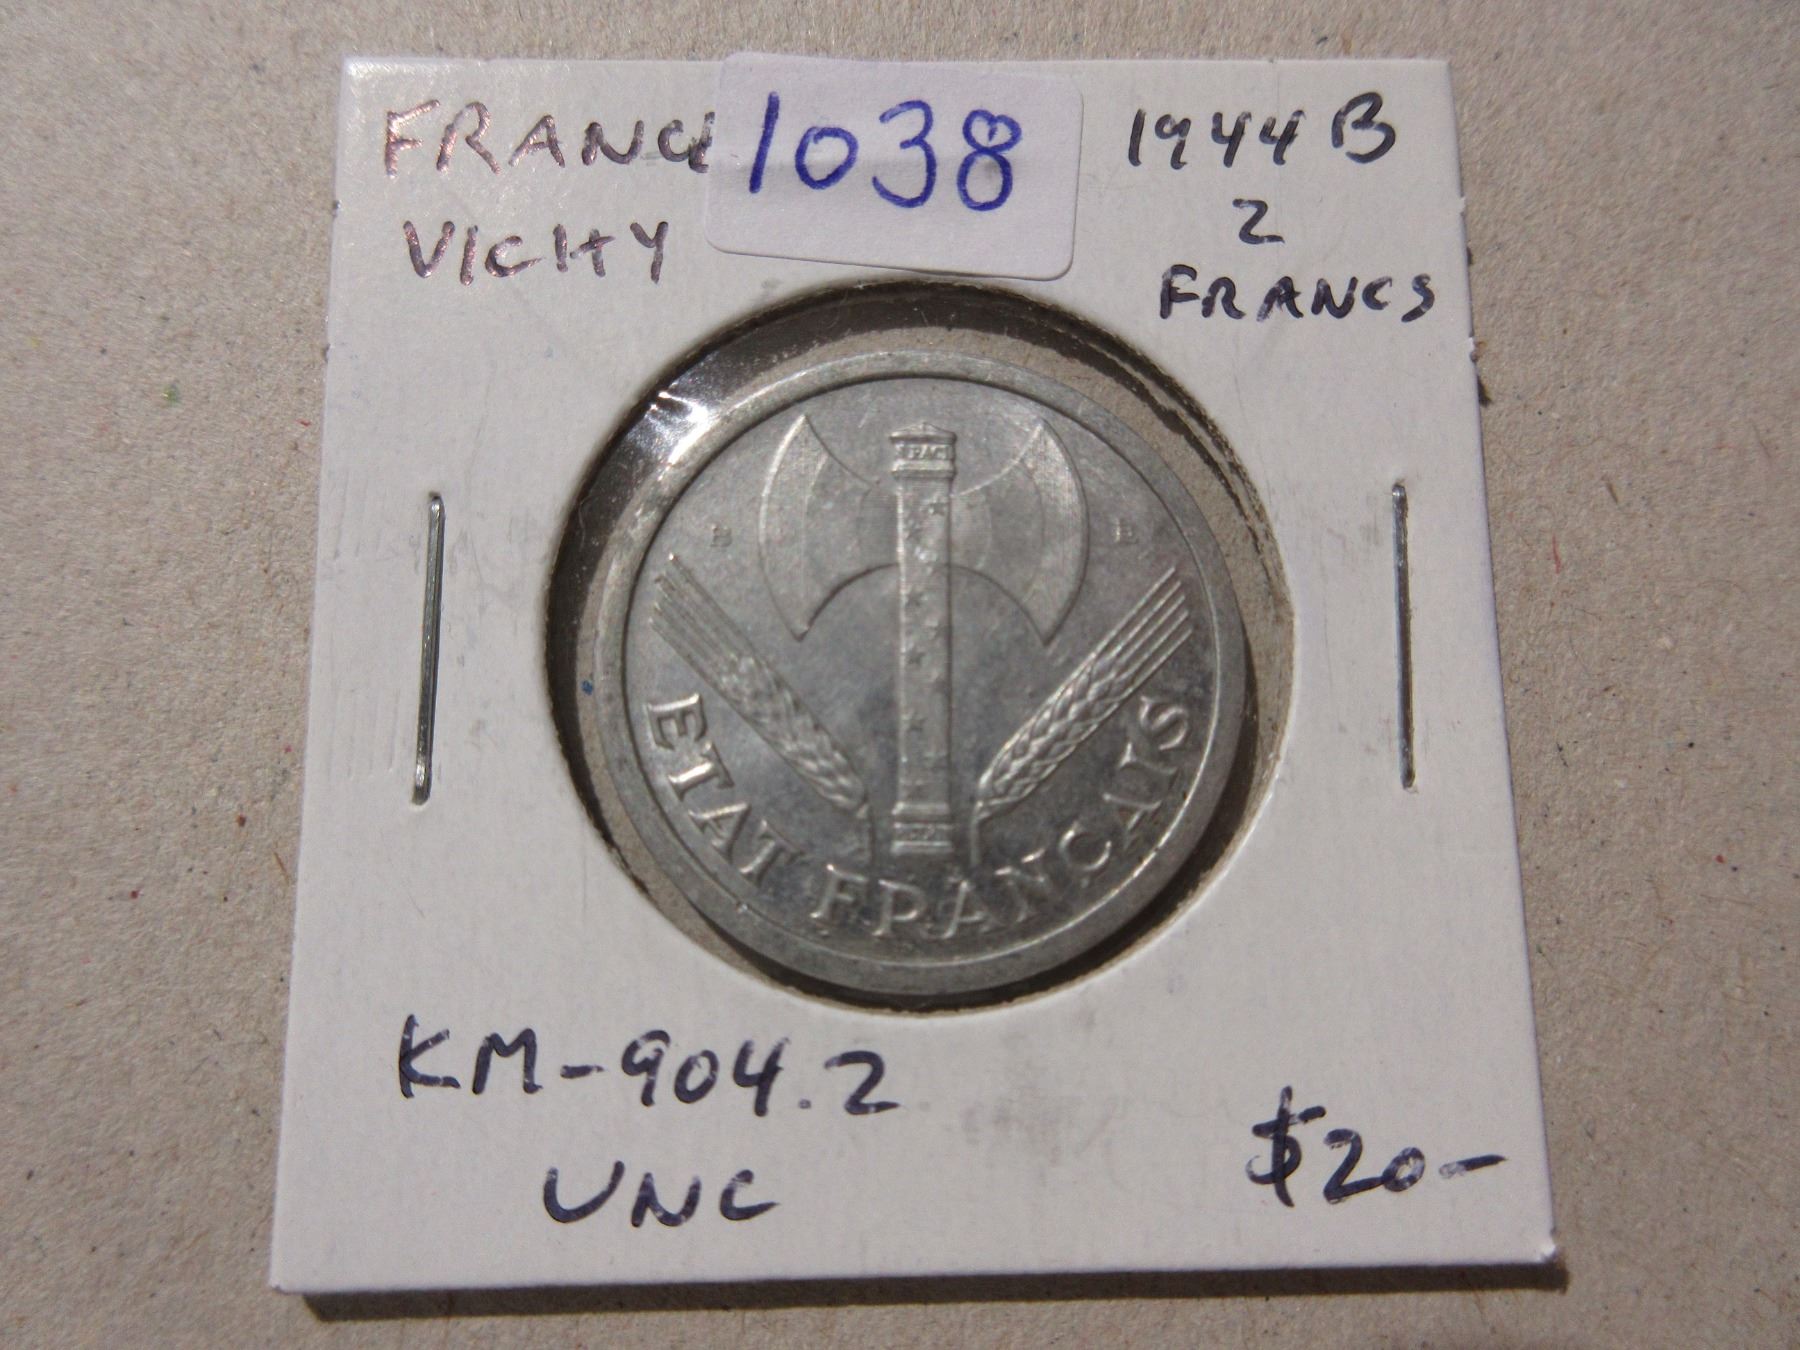 FRANCE
VICHY
1038
1944 B
2
FRANCS
B
ETAT FRANÇAIS
KM-904.2
UNC
$20-